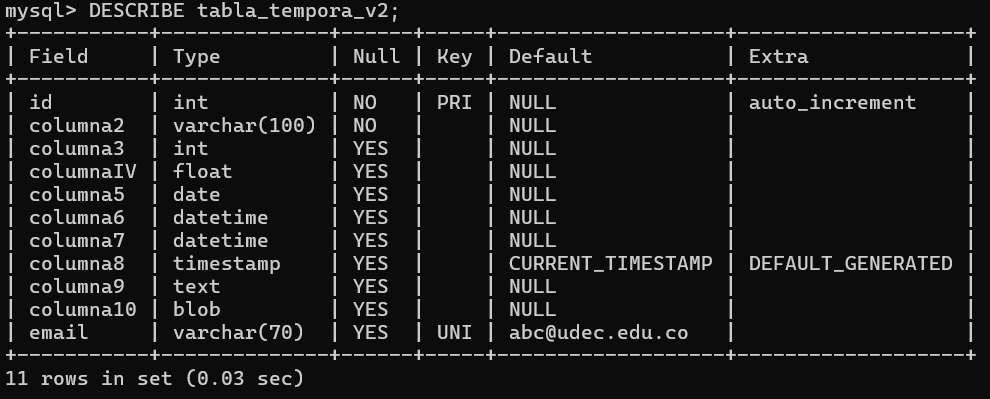 mysql> DESCRIBE tabla_tempora_v2;
+-----------+--------------+------+-----+-------------------+-------------------+
| Field     | Type         | Null | Key | Default           | Extra             |
+-----------+--------------+------+-----+-------------------+-------------------+
| id        | int          | NO   | PRI | NULL              | auto_increment    |
| columna2  | varchar(100) | NO   |     | NULL              |                   |
| columna3  | int          | YES  |     | NULL              |                   |
| columnaIV | float        | YES  |     | NULL              |                   |
| columna5  | date         | YES  |     | NULL              |                   |
| columna6  | datetime     | YES  |     | NULL              |                   |
| columna7  | datetime     | YES  |     | NULL              |                   |
| columna8  | timestamp    | YES  |     | CURRENT_TIMESTAMP | DEFAULT_GENERATED |
| columna9  | text         | YES  |     | NULL              |                   |
| columna10 | blob         | YES  |     | NULL              |                   |
| email     | varchar(70)  | YES  | UNI | abc@udec.edu.co   |                   |
+-----------+--------------+------+-----+-------------------+-------------------+
11 rows in set (0.03 sec)